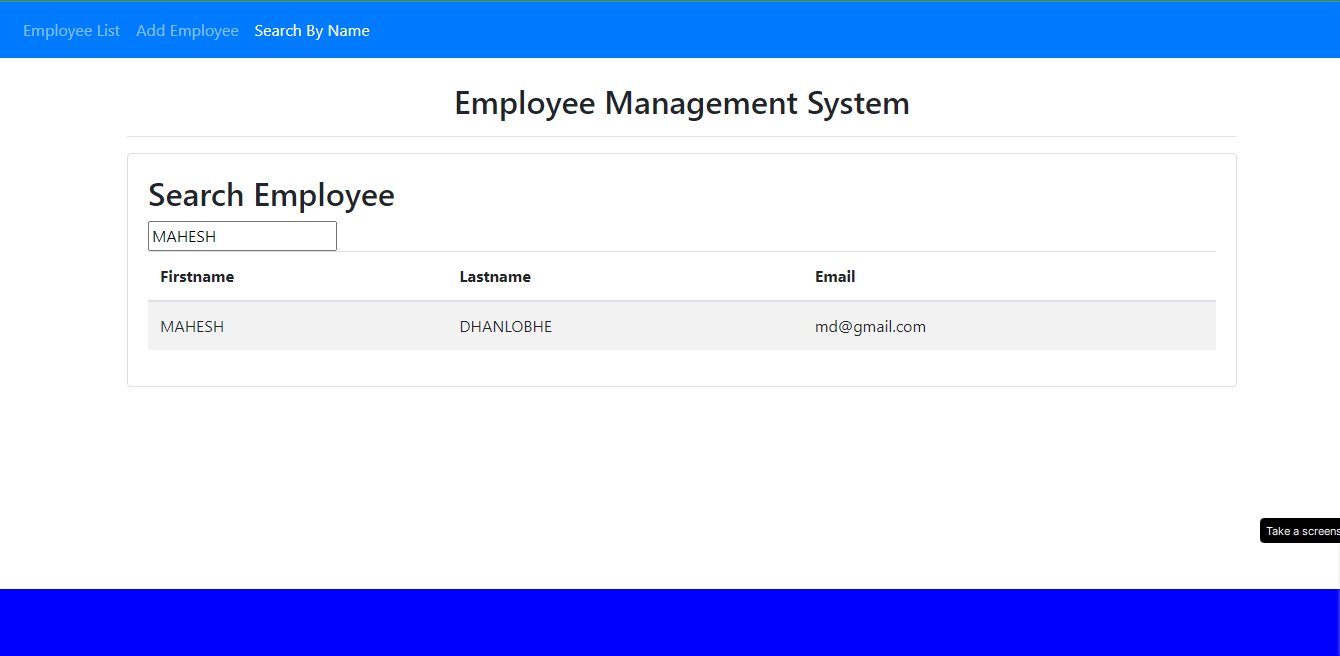 Employee List Add Employee Search By Name
Employee Management System
Search Employee
MAHESH
Firstname Lastname Email
MAHESH DHANLOBHE md@gmail.com
Take a screens